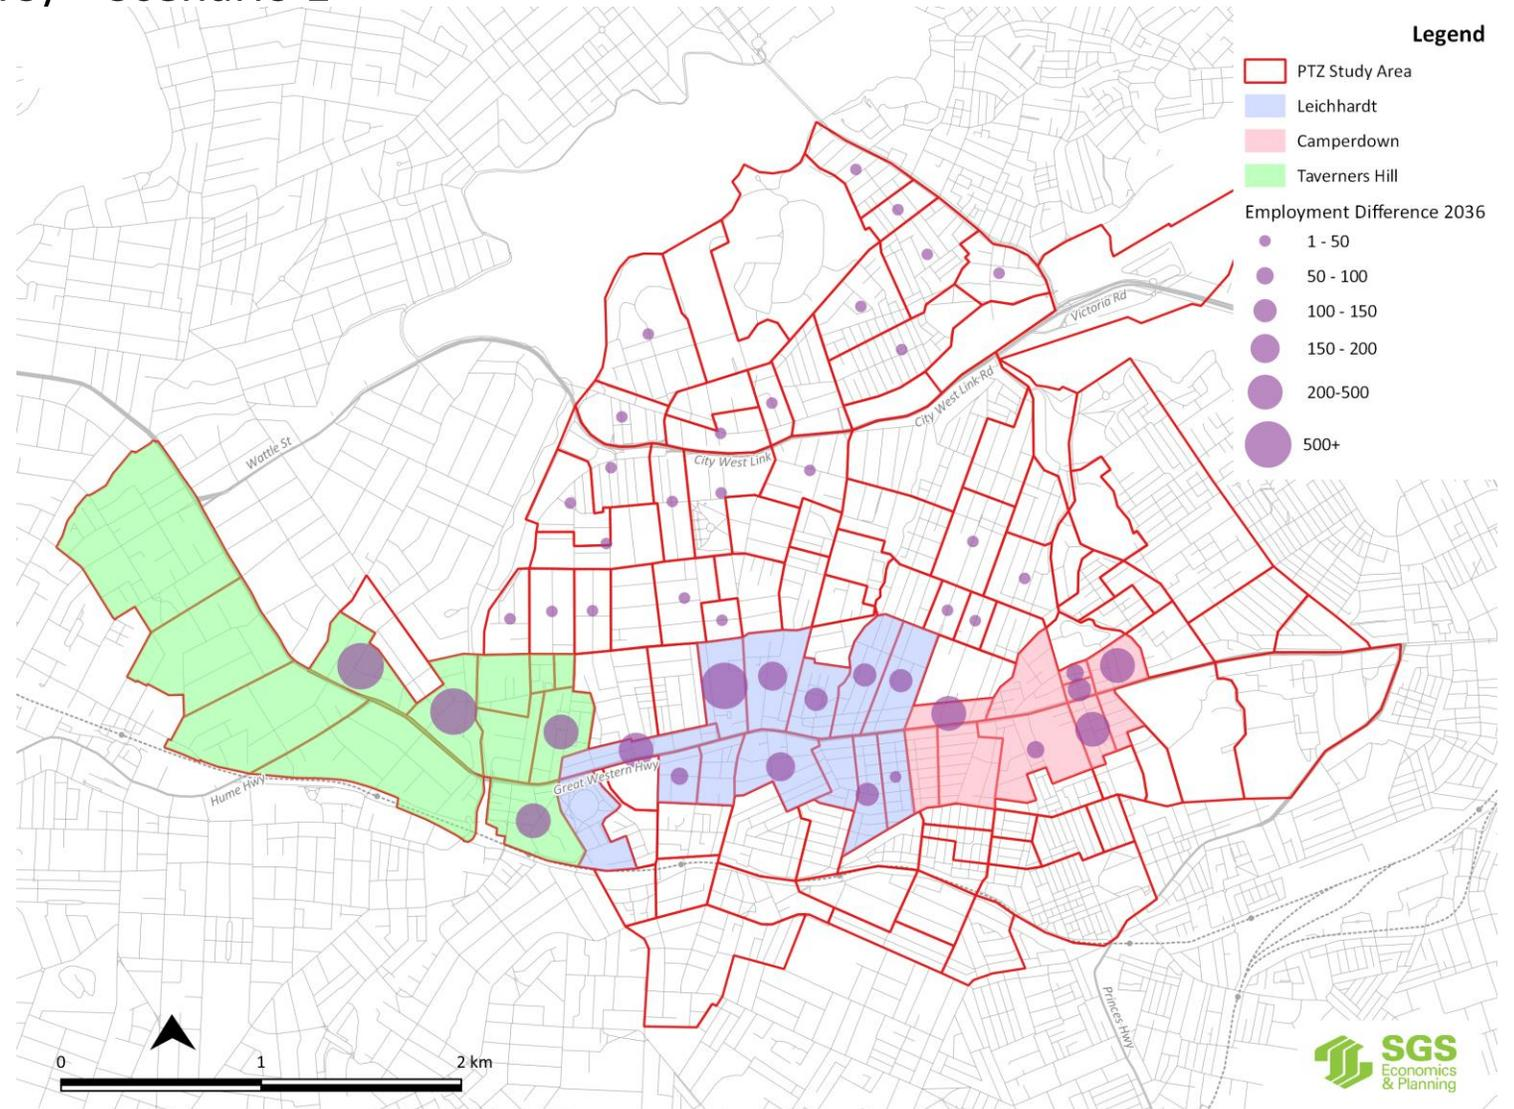 Legend
PTZ Study Area
Leichhardt
Camperdown
Taverners Hill
Employment Difference 2036
1 - 50
50 - 100
100 - 150
150 - 200
200-500
500+
Victoria Rd
City West Link Rd
Wattle St
City West Link
Great Western Hwy
Hume Hwy
Princes Hwy
0 1 2 km
SGS
Economics
& Planning